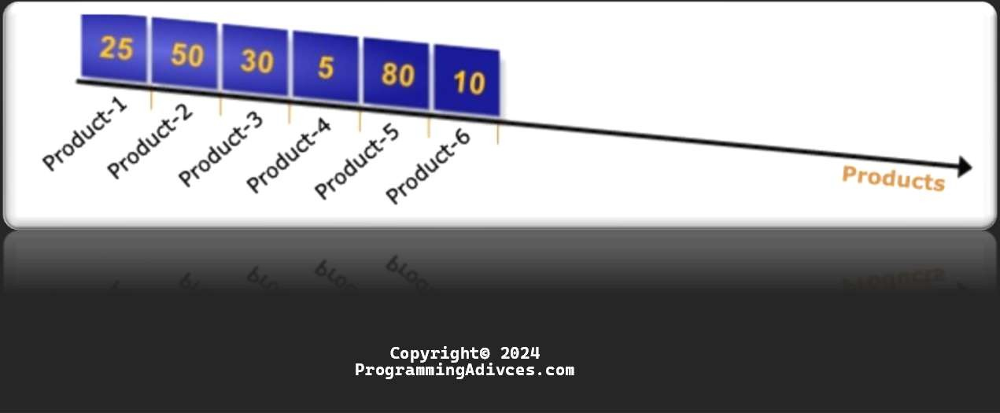 25 50 30 5 80 10
Product-1 Product-2 Product-3 Product-4 Product-5 Product-6
Products
Copyright© 2024
ProgrammingAdivces.com